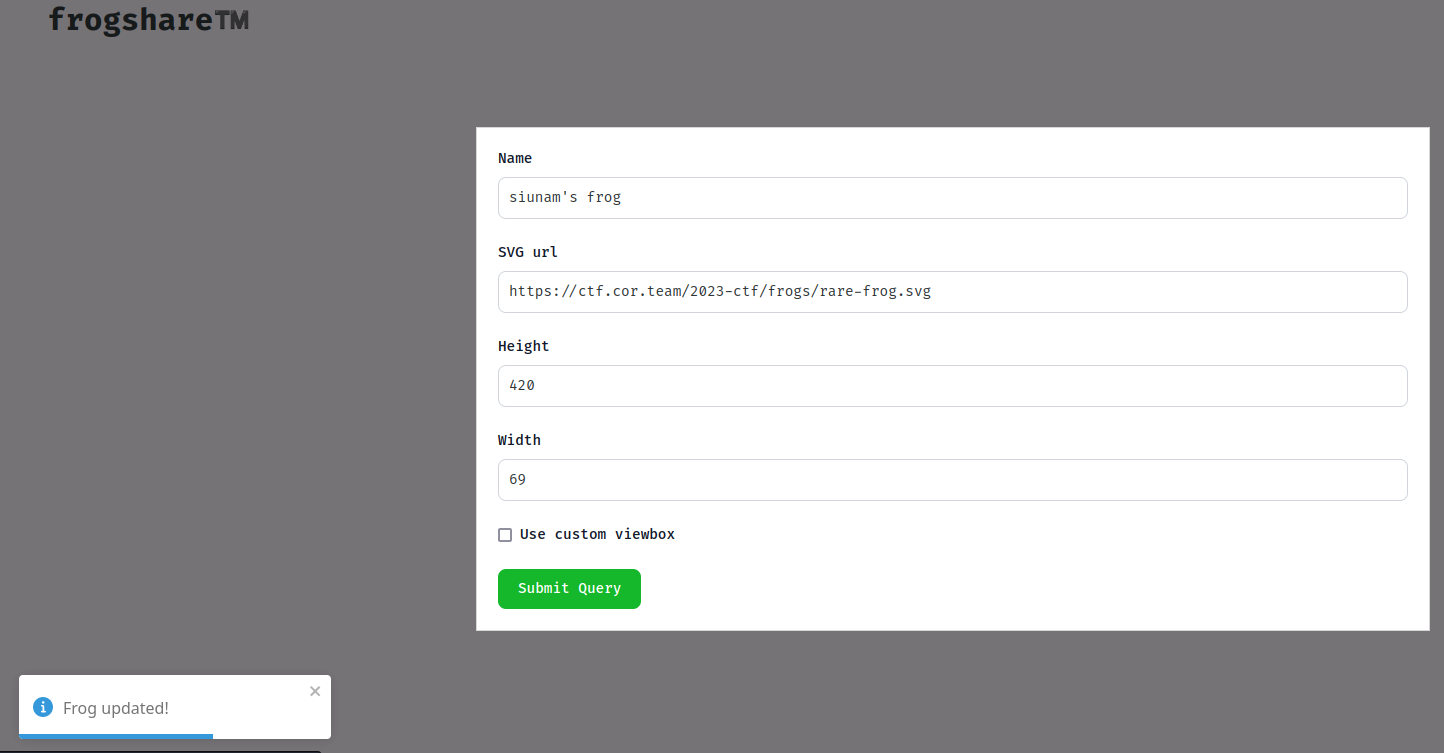 frogshare™
Name
siunam's frog
SVG url
https://ctf.cor.team/2023-ctf/frogs/rare-frog.svg
Height
420
Width
69
Use custom viewbox
Submit Query
Frog updated!